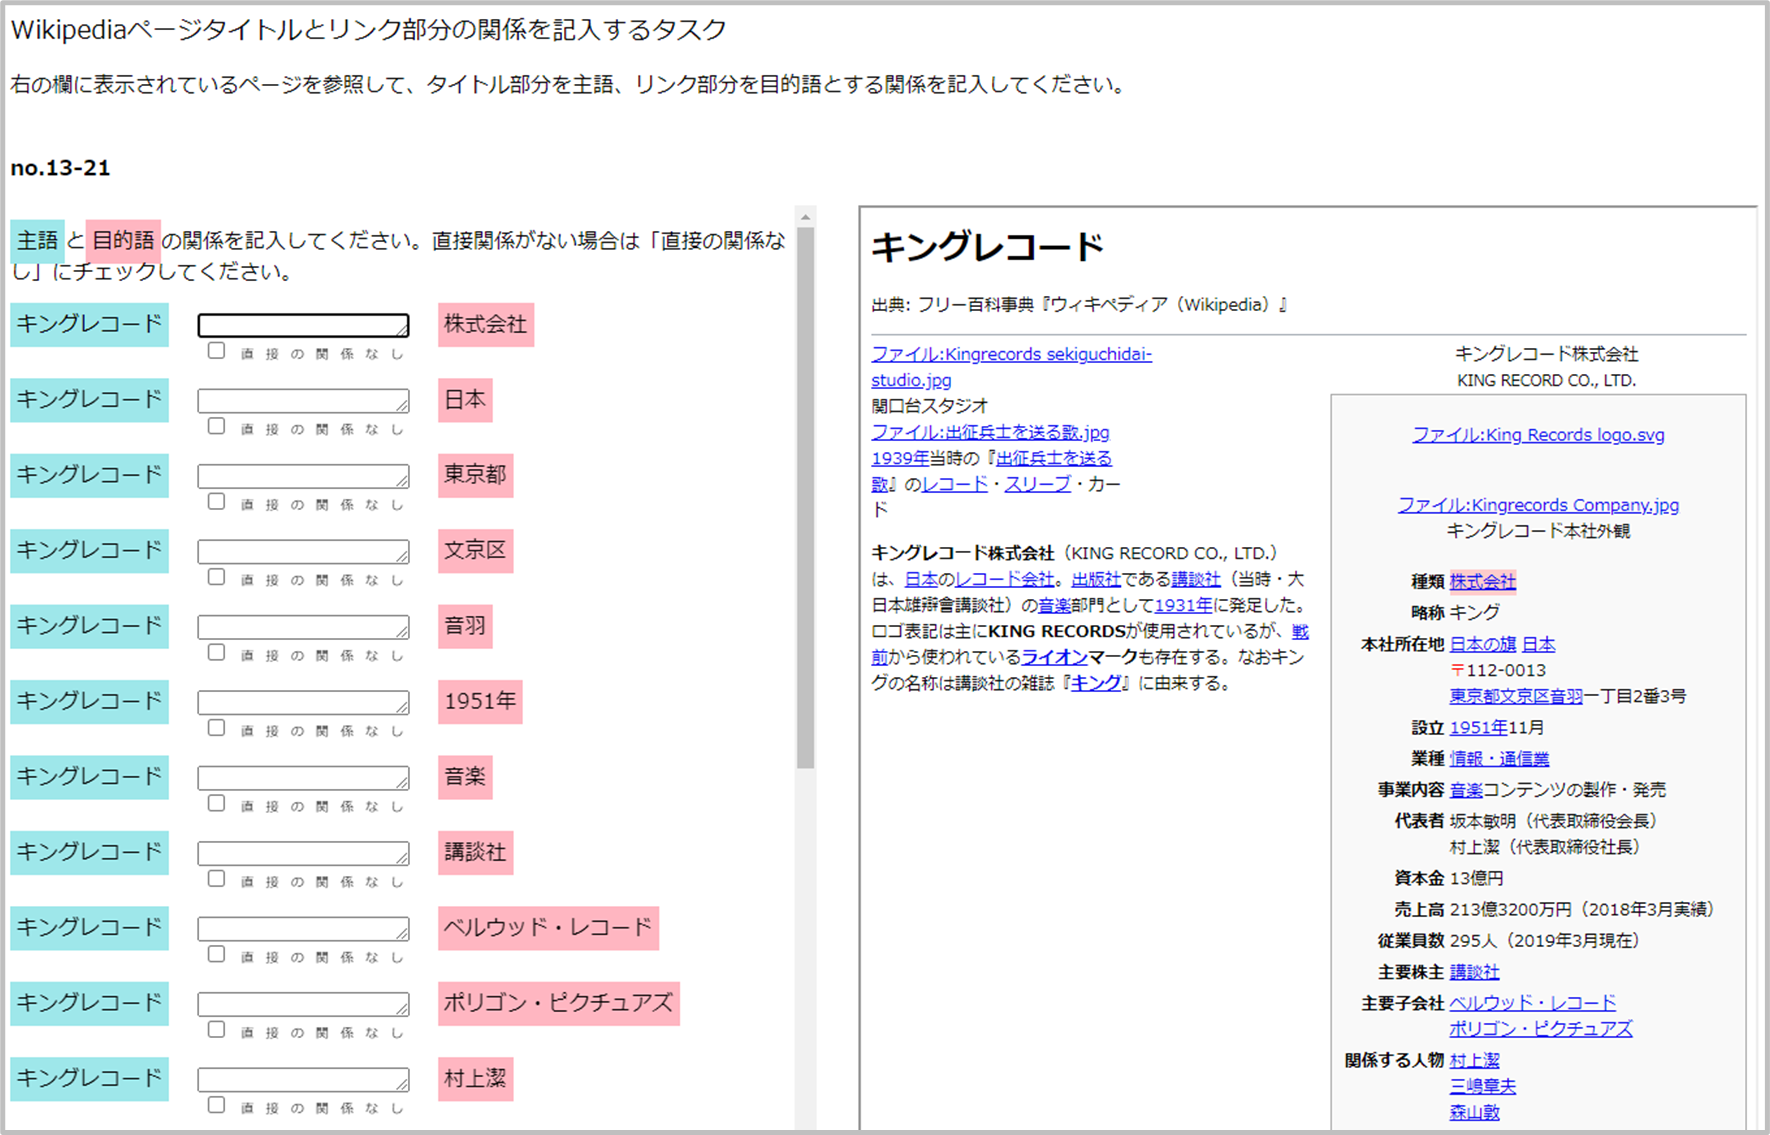 Wikipediaページタイトルとリンク部分の関係を記入するタスク
右の欄に表示されているページを参照して、タイトル部分を主語、リンク部分を目的語とする関係を記入してください。
no.13-21
主語 と 目的語 の関係を記入してください。直接関係がない場合は「直接の関係な
し」にチェックしてください。
キングレコード 株式会社
直接の関係なし
キングレコード 日本
直接の関係なし
キングレコード 東京都
直接の関係なし
キングレコード 文京区
直接の関係なし
キングレコード 音羽
直接の関係なし
キングレコード 1951年
直接の関係なし
キングレコード 音楽
直接の関係なし
キングレコード 講談社
直接の関係なし
キングレコード ベルウッド・レコード
直接の関係なし
キングレコード ポリゴン・ピクチュアズ
直接の関係なし
キングレコード 村上潔
直接の関係なし
キングレコード
出典: フリー百科事典『ウィキペディア（Wikipedia）』
ファイル:Kingrecords sekiguchidai-
studio.jpg
関口台スタジオ
ファイル:出征兵士を送る歌.jpg
1939年当時の『出征兵士を送る
歌』のレコード・スリーブ・カー
ド
キングレコード株式会社（KING RECORD CO., LTD.）
は、日本のレコード会社。出版社である講談社（当時・大
日本雄辯會講談社）の音楽部門として1931年に発足した。
ロゴ表記は主にKING RECORDSが使用されているが、戦
前から使われているライオンマークも存在する。なおキン
グの名称は講談社の雑誌『キング』に由来する。
キングレコード株式会社
KING RECORD CO., LTD.
ファイル:King Records logo.svg
ファイル:Kingrecords Company.jpg
キングレコード本社外観
種類 株式会社
略称 キング
本社所在地 日本の旗 日本
〒112-0013
東京都文京区音羽一丁目2番3号
設立 1951年11月
業種 情報・通信業
事業内容 音楽コンテンツの製作・発売
代表者 坂本敏明（代表取締役会長）
村上潔（代表取締役社長）
資本金 13億円
売上高 213億3200万円（2018年3月実績）
従業員数 295人（2019年3月現在）
主要株主 講談社
主要子会社 ベルウッド・レコード
ポリゴン・ピクチュアズ
関係する人物 村上潔
三嶋章夫
森山敦